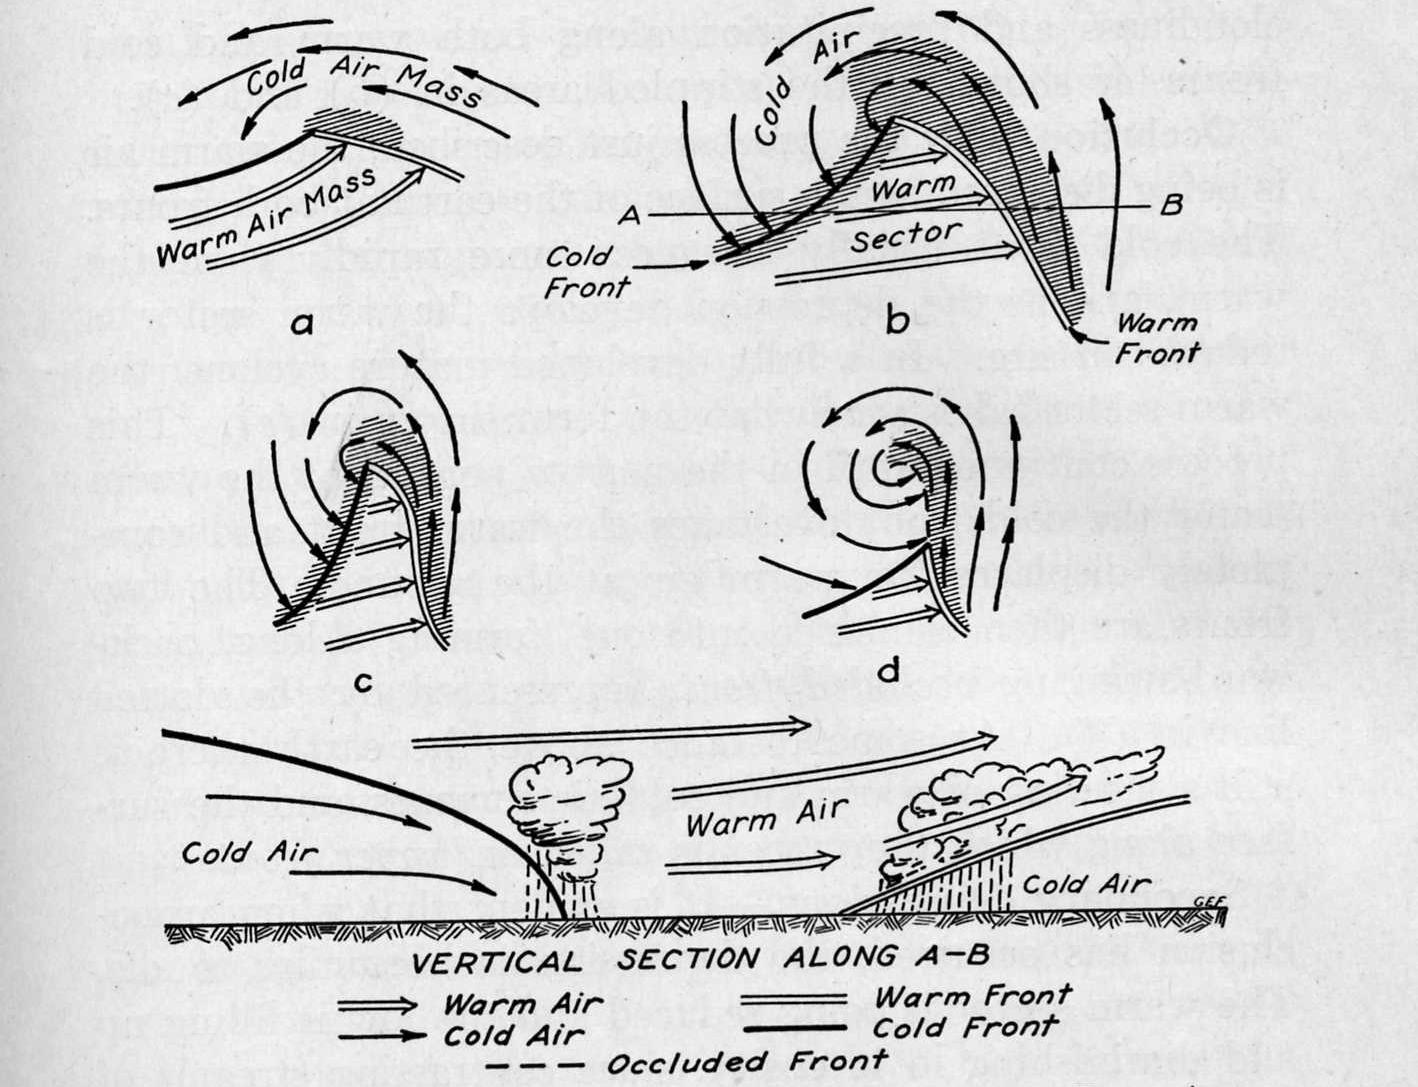 Cold Air Mass
Warm Air Mass
a
Cold Air
Warm
Sector
A
B
Cold
Front
b
Warm
Front
c
d
Warm Air
Cold Air
Cold Air
GEF
VERTICAL SECTION ALONG A-B
Warm Air
Warm Front
Cold Air
Cold Front
Occluded Front